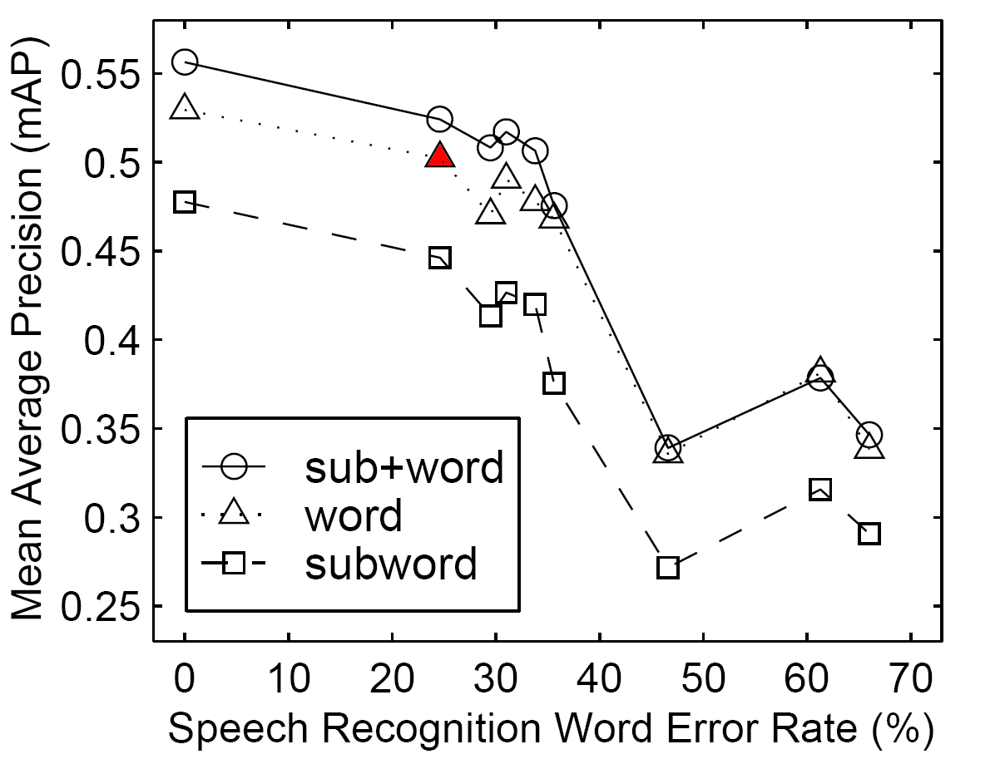 Mean Average Precision (mAP)
0.55
0.5
0.45
0.4
0.35
0.3
0.25
sub+word
word
subword
0 10 20 30 40 50 60 70
Speech Recognition Word Error Rate (%)